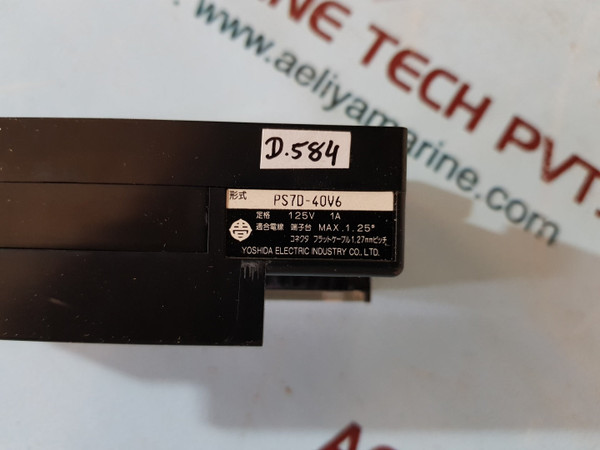 NE TECH PVT.
www.aeliyamarine.com
D.584
形式 PS7D-40V6
定格 125V 1A
適合電線 端子台 MAX.1.25°
コネクタ フラットケーブル1.27mmピッチ
YOSHIDA ELECTRIC INDUSTRY CO., LTD.